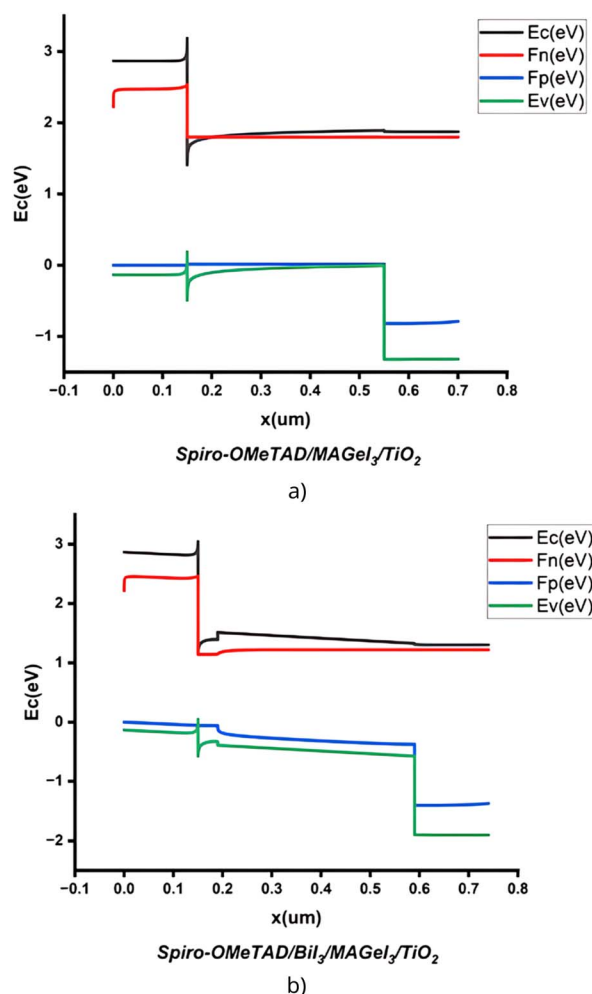 Ec(eV)
Fn(eV)
Fp(eV)
Ev(eV)
Ec(eV)
3
2
1
0
−1
−0.1 0.0 0.1 0.2 0.3 0.4 0.5 0.6 0.7 0.8
x(um)
Spiro-OMeTAD/MAGeI3/TiO2
a)
Ec(eV)
Fn(eV)
Fp(eV)
Ev(eV)
Ec(eV)
3
2
1
0
−1
−2
−0.1 0.0 0.1 0.2 0.3 0.4 0.5 0.6 0.7 0.8
x(um)
Spiro-OMeTAD/BiI3/MAGeI3/TiO2
b)